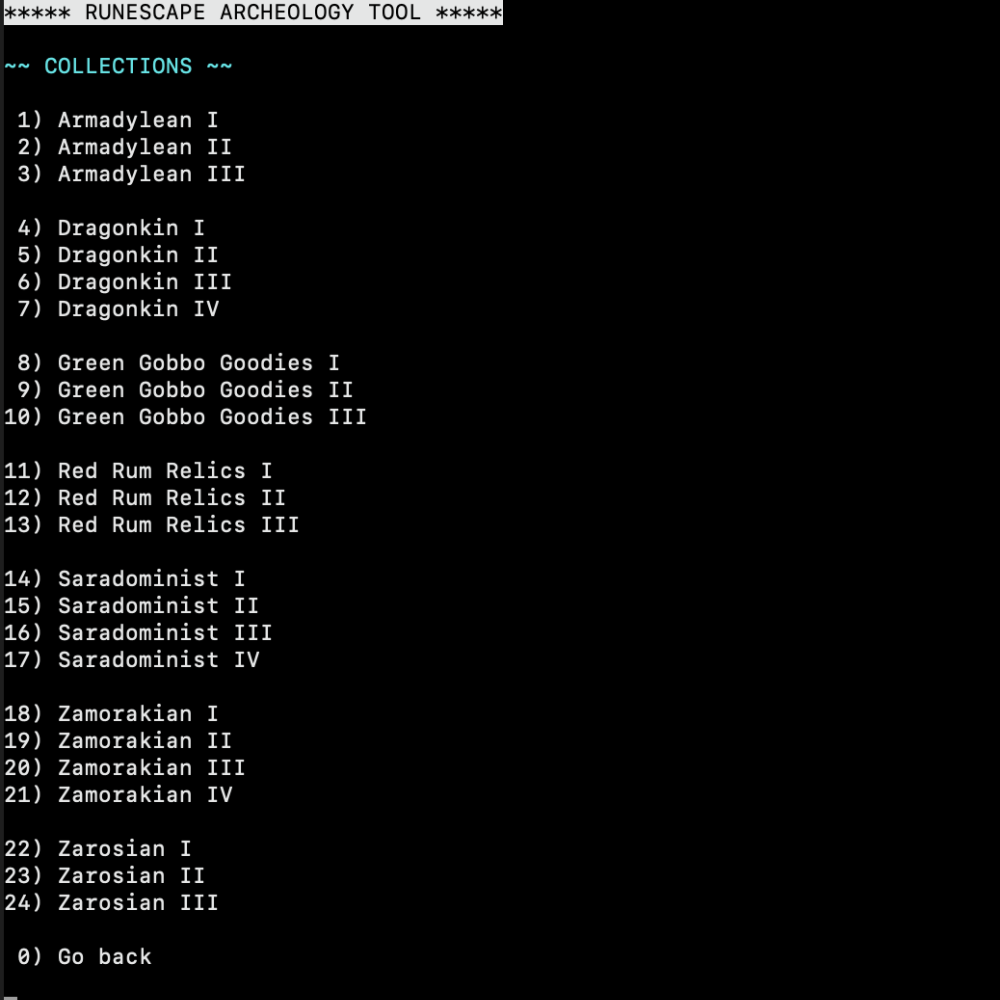 ***** RUNESCAPE ARCHEOLOGY TOOL *****
~~ COLLECTIONS ~~
1) Armadylean I
2) Armadylean II
3) Armadylean III
4) Dragonkin I
5) Dragonkin II
6) Dragonkin III
7) Dragonkin IV
8) Green Gobbo Goodies I
9) Green Gobbo Goodies II
10) Green Gobbo Goodies III
11) Red Rum Relics I
12) Red Rum Relics II
13) Red Rum Relics III
14) Saradominist I
15) Saradominist II
16) Saradominist III
17) Saradominist IV
18) Zamorakian I
19) Zamorakian II
20) Zamorakian III
21) Zamorakian IV
22) Zarosian I
23) Zarosian II
24) Zarosian III
0) Go back